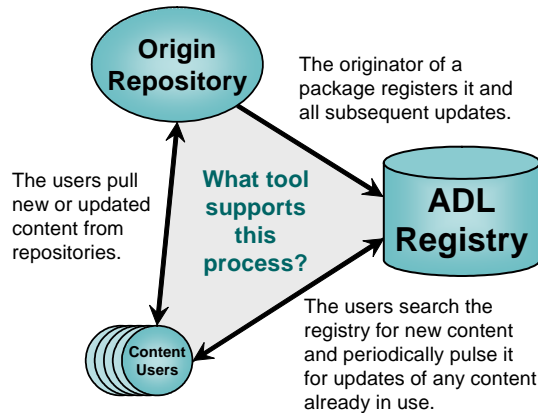 Origin
Repository
The originator of a
package registers it and
all subsequent updates.
The users pull
new or updated
content from
repositories.
What tool
supports
this
process?
ADL
Registry
Content
Users
The users search the
registry for new content
and periodically pulse it
for updates of any content
already in use.